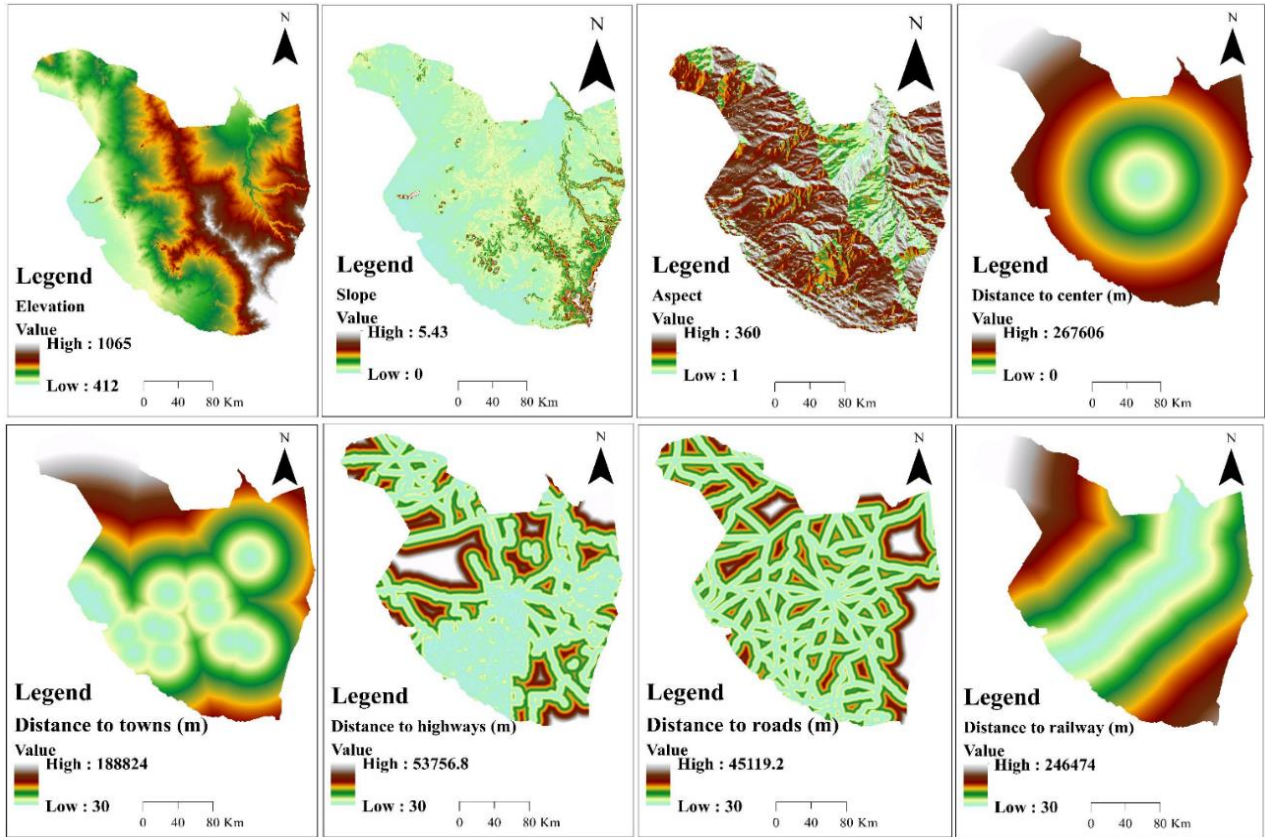 N
Legend
Elevation
Value
High : 1065
Low : 412
0 40 80 Km
N
Legend
Slope
Value
High : 5.43
Low : 0
0 40 80 Km
N
Legend
Aspect
Value
High : 360
Low : 1
0 40 80 Km
N
Legend
Distance to center (m)
Value
High : 267606
Low : 0
0 40 80 Km
N
Legend
Distance to towns (m)
Value
High : 188824
Low : 30
0 40 80 Km
N
Legend
Distance to highways (m)
Value
High : 53756.8
Low : 30
0 40 80 Km
N
Legend
Distance to roads (m)
Value
High : 45119.2
Low : 30
0 40 80 Km
N
Legend
Distance to railway (m)
Value
High : 246474
Low : 30
0 40 80 Km